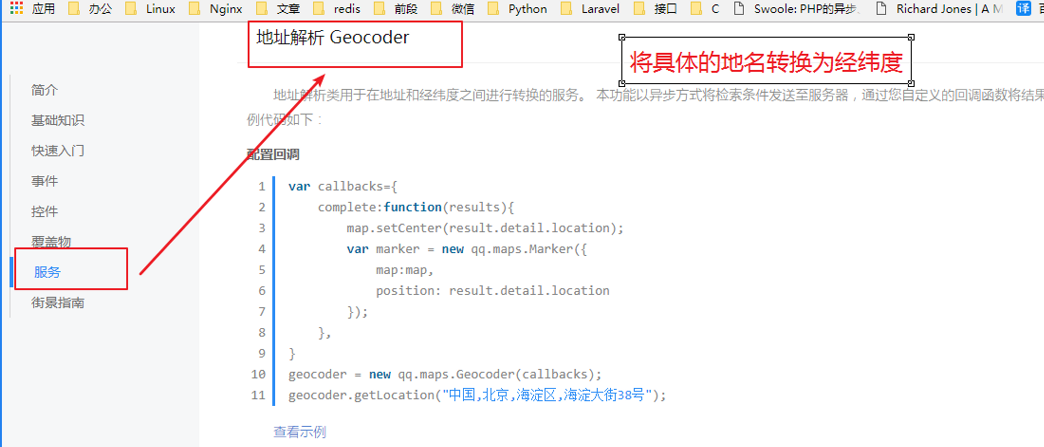 应用 办公 Linux Nginx 文章 redis 前段 微信 Python Laravel 接口 C Swoole: PHP的异步 Richard Jones | A M 译
地址解析 Geocoder
将具体的地名转换为经纬度
简介
基础知识
快速入门
事件
控件
覆盖物
服务
街景指南
地址解析类用于在地址和经纬度之间进行转换的服务。 本功能以异步方式将检索条件发送至服务器，通过您自定义的回调函数将结果
例代码如下：
配置回调
1 var callbacks={
2 complete:function(results){
3 map.setCenter(result.detail.location);
4 var marker = new qq.maps.Marker({
5 map:map,
6 position: result.detail.location
7 });
8 },
9 }
10 geocoder = new qq.maps.Geocoder(callbacks);
11 geocoder.getLocation("中国,北京,海淀区,海淀大街38号");
查看示例